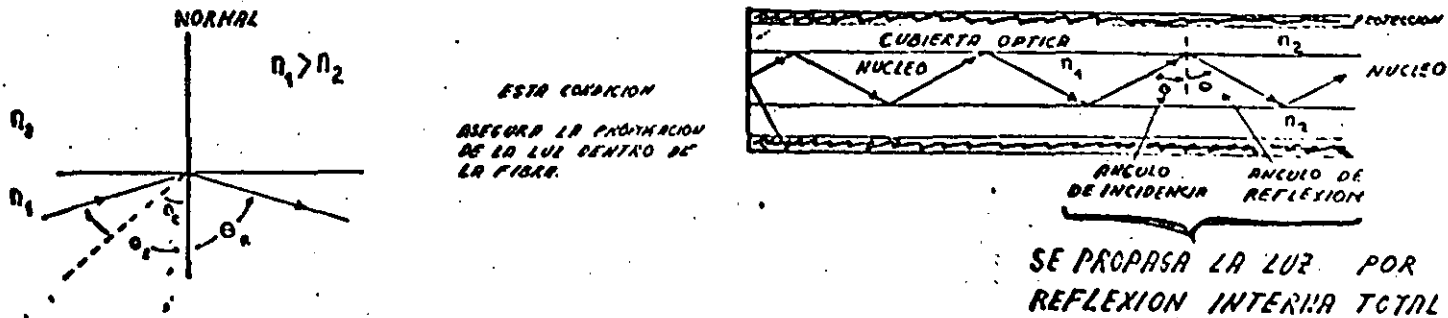 NORMAL
n₁>n₂
n₂
n₁
θc
θI
θR
ESTA CONDICION
ASEGURA LA PROPAGACION
DE LA LUZ DENTRO DE
LA FIBRA.
PROTECCION
CUBIERTA OPTICA
n₂
NUCLEO
n₁
NUCLEO
θ
θ
n₂
ANGULO
DE INCIDENCIA
ANGULO DE
REFLEXION
SE PROPAGA LA LUZ POR
REFLEXION INTERNA TOTAL